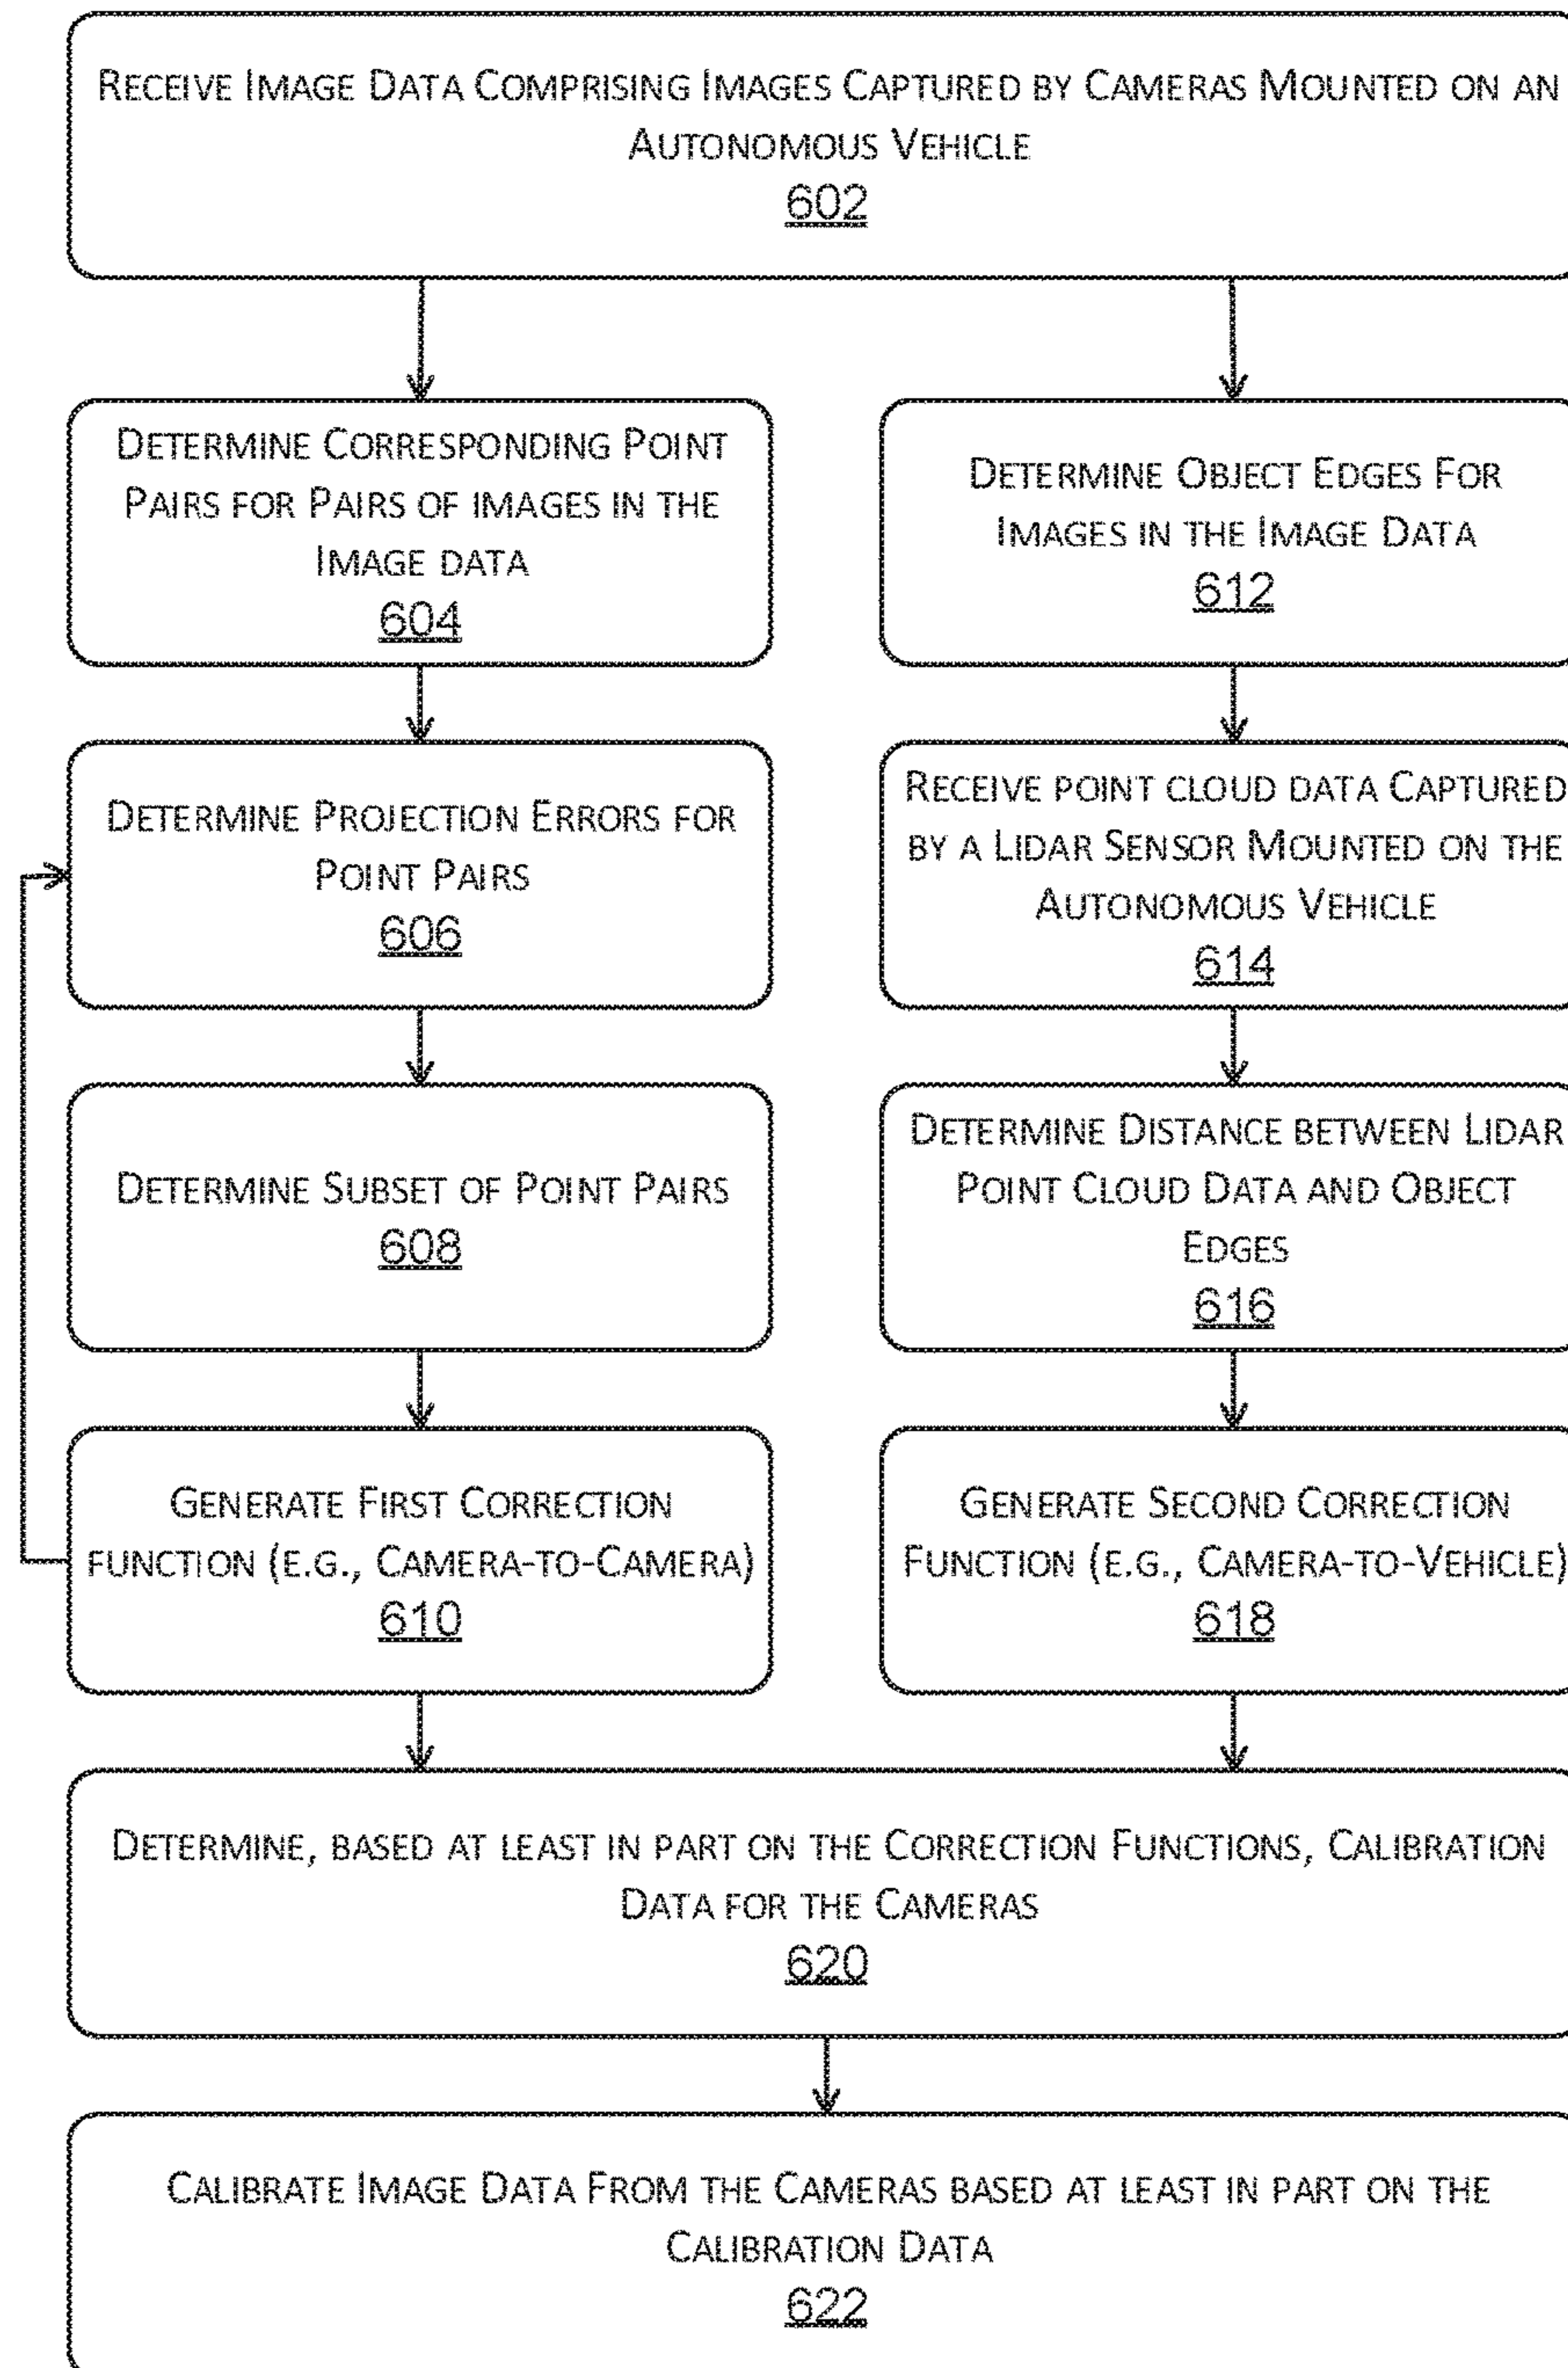 RECEIVE IMAGE DATA COMPRISING IMAGES CAPTURED BY CAMERAS MOUNTED ON AN
AUTONOMOUS VEHICLE
602
DETERMINE CORRESPONDING POINT
PAIRS FOR PAIRS OF IMAGES IN THE
IMAGE DATA
604
DETERMINE PROJECTION ERRORS FOR
POINT PAIRS
606
DETERMINE SUBSET OF POINT PAIRS
608
GENERATE FIRST CORRECTION
FUNCTION (E.G., CAMERA-TO-CAMERA)
610
DETERMINE OBJECT EDGES FOR
IMAGES IN THE IMAGE DATA
612
RECEIVE POINT CLOUD DATA CAPTURED
BY A LIDAR SENSOR MOUNTED ON THE
AUTONOMOUS VEHICLE
614
DETERMINE DISTANCE BETWEEN LIDAR
POINT CLOUD DATA AND OBJECT
EDGES
616
GENERATE SECOND CORRECTION
FUNCTION (E.G., CAMERA-TO-VEHICLE)
618
DETERMINE, BASED AT LEAST IN PART ON THE CORRECTION FUNCTIONS, CALIBRATION
DATA FOR THE CAMERAS
620
CALIBRATE IMAGE DATA FROM THE CAMERAS BASED AT LEAST IN PART ON THE
CALIBRATION DATA
622